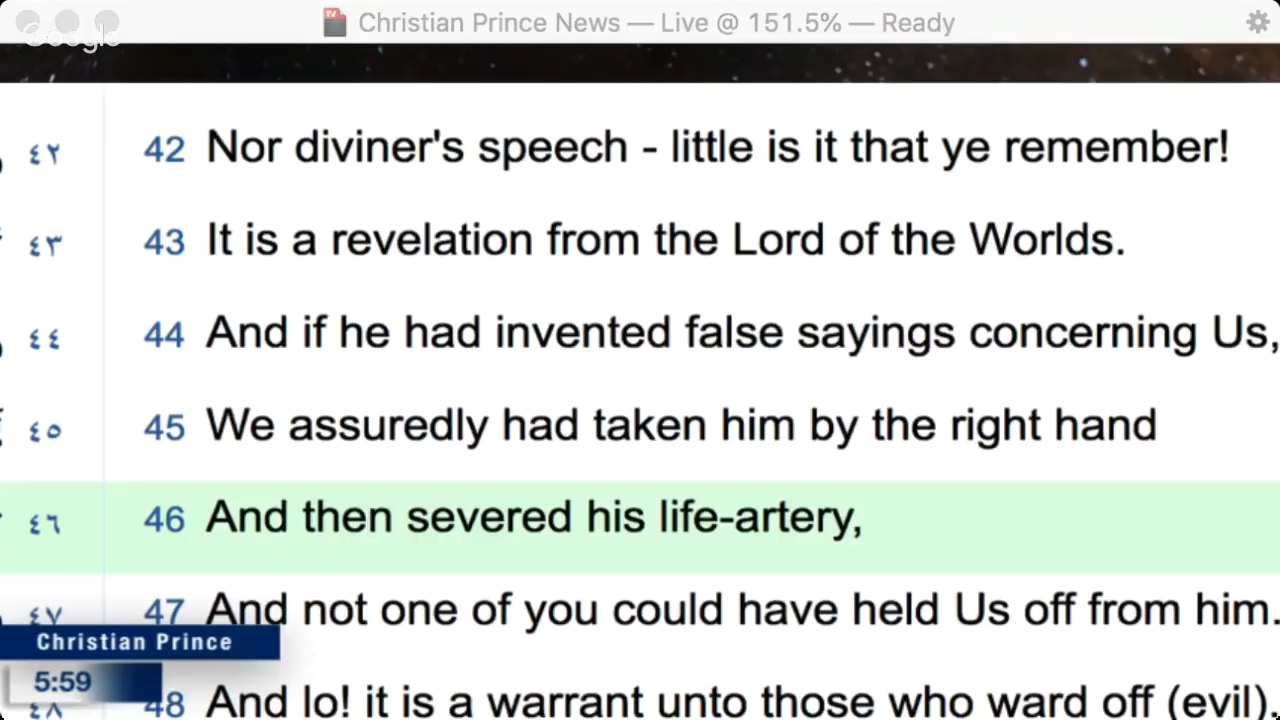 Christian Prince News — Live @ 151.5% — Ready
Google
٤٢ 42 Nor diviner's speech - little is it that ye remember!
٤٣ 43 It is a revelation from the Lord of the Worlds.
٤٤ 44 And if he had invented false sayings concerning Us,
٤٥ 45 We assuredly had taken him by the right hand
٤٦ 46 And then severed his life-artery,
٤٧ 47 And not one of you could have held Us off from him.
Christian Prince
5:59
٤٨ 48 And lo! it is a warrant unto those who ward off (evil).